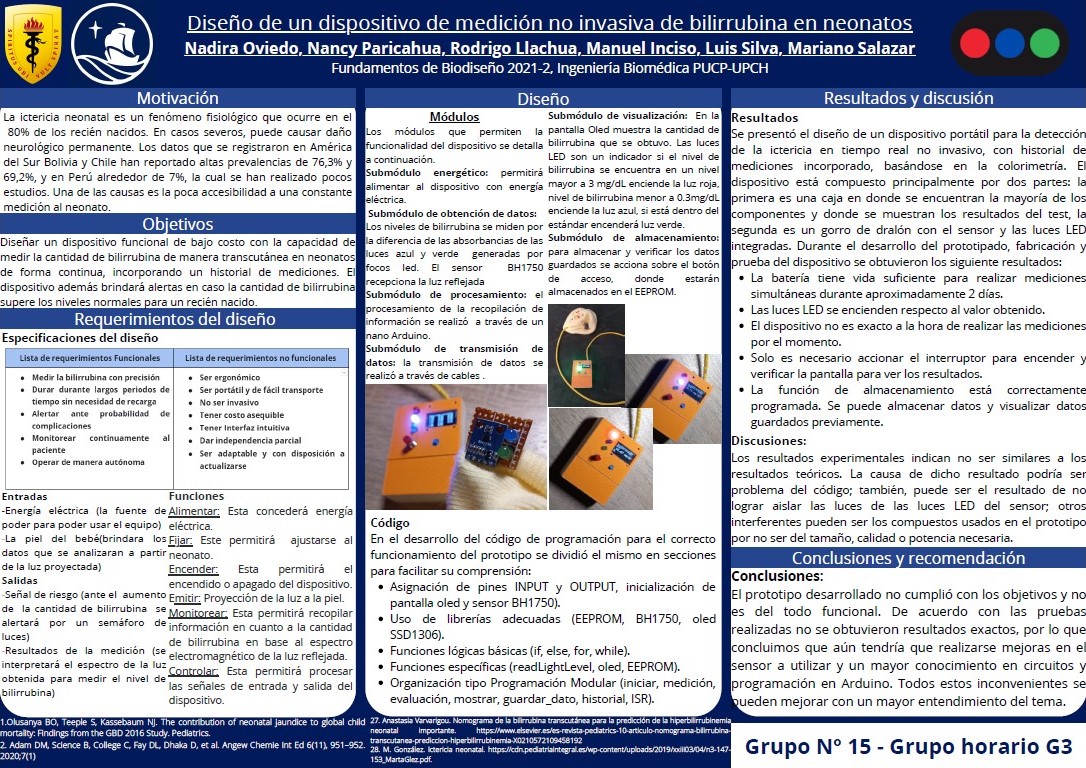 Diseño de un dispositivo de medición no invasiva de bilirrubina en neonatos
Nadira Oviedo, Nancy Paricahua, Rodrigo Llachua, Manuel Inciso, Luis Silva, Mariano Salazar
Fundamentos de Biodiseño 2021-2, Ingeniería Biomédica PUCP-UPCH
Motivación
La ictericia neonatal es un fenómeno fisiológico que ocurre en el
80% de los recién nacidos. En casos severos, puede causar daño
neurológico permanente. Los datos que se registraron en América
del Sur Bolivia y Chile han reportado altas prevalencias de 76,3% y
69,2%, y en Perú alrededor de 7%, la cual se han realizado pocos
estudios. Una de las causas es la poca accesibilidad a una constante
medición al neonato.
Objetivos
Diseñar un dispositivo funcional de bajo costo con la capacidad de
medir la cantidad de bilirrubina de manera transcutánea en neonatos
de forma continua, incorporando un historial de mediciones. El
dispositivo además brindará alertas en caso la cantidad de bilirrubina
supere los niveles normales para un recién nacido.
Requerimientos del diseño
Especificaciones del diseño
Lista de requerimientos Funcionales
Medir la bilirrubina con precisión
Durar durante largos periodos de
tiempo sin necesidad de recarga
Alertar ante probabilidad de
complicaciones
Monitorear continuamente al
paciente
Operar de manera autónoma
Lista de requerimientos no funcionales
Ser ergonómico
Ser portátil y de fácil transporte
No ser invasivo
Tener costo asequible
Tener Interfaz intuitiva
Dar independencia parcial
Ser adaptable y con disposición a
actualizarse
Entradas
-Energía eléctrica (la fuente de
poder para poder usar el equipo)
-La piel del bebé(brindara los
datos que se analizaran a partir
de la luz proyectada)
Salidas
-Señal de riesgo (ante el aumento
de la cantidad de bilirrubina se
alertará por un semáforo de
luces)
-Resultados de la medición (se
interpretará el espectro de la luz
obtenida para medir el nivel de
bilirrubina)
Funciones
Alimentar: Esta concederá energía
eléctrica.
Fijar: Este permitirá ajustarse al
neonato.
Encender: Esta permitirá el
encendido o apagado del dispositivo.
Emitir: Proyección de la luz a la piel.
Monitorear: Esta permitirá recopilar
información en cuanto a la cantidad
de bilirrubina en base al espectro
electromagnético de la luz reflejada.
Controlar: Esta permitirá procesar
las señales de entrada y salida del
dispositivo.
Diseño
Módulos
Los módulos que permiten la
funcionalidad del dispositivo se detalla
a continuación.
Submódulo energético: permitirá
alimentar al dispositivo con energía
eléctrica.
Submódulo de obtención de datos:
Los niveles de bilirrubina se miden por
la diferencia de las absorbancias de las
luces azul y verde generadas por
focos led. El sensor BH1750
recepciona la luz reflejada
Submódulo de procesamiento: el
procesamiento de la recopilación de
información se realizó a través de un
nano Arduino.
Submódulo de transmisión de
datos: la transmisión de datos se
realizó a través de cables .
Submódulo de visualización: En la
pantalla Oled muestra la cantidad de
bilirrubina que se obtuvo. Las luces
LED son un indicador si el nivel de
bilirrubina se encuentra en un nivel
mayor a 3 mg/dL enciende la luz roja,
nivel de bilirrubina menor a 0.3mg/dL
enciende la luz azul, si está dentro del
estándar encenderá luz verde.
Submódulo de almacenamiento:
para almacenar y verificar los datos
guardados se acciona sobre el botón
de acceso, donde estarán
almacenados en el EEPROM.
Código
En el desarrollo del código de programación para el correcto
funcionamiento del prototipo se dividió el mismo en secciones
para facilitar su comprensión:
Asignación de pines INPUT y OUTPUT, inicialización de
pantalla oled y sensor BH1750).
Uso de librerías adecuadas (EEPROM, BH1750, oled
SSD1306).
Funciones lógicas básicas (if, else, for, while).
Funciones específicas (readLightLevel, oled, EEPROM).
Organización tipo Programación Modular (iniciar, medición,
evaluación, mostrar, guardar_dato, historial, ISR).
Resultados y discusión
Resultados
Se presentó el diseño de un dispositivo portátil para la detección
de la ictericia en tiempo real no invasivo, con historial de
mediciones incorporado, basándose en la colorimetría. El
dispositivo está compuesto principalmente por dos partes: la
primera es una caja en donde se encuentran la mayoría de los
componentes y donde se muestran los resultados del test, la
segunda es un gorro de dralón con el sensor y las luces LED
integradas. Durante el desarrollo del prototipado, fabricación y
prueba del dispositivo se obtuvieron los siguiente resultados:
La batería tiene vida suficiente para realizar mediciones
simultáneas durante aproximadamente 2 días.
Las luces LED se encienden respecto al valor obtenido.
El dispositivo no es exacto a la hora de realizar las mediciones
por el momento.
Solo es necesario accionar el interruptor para encender y
verificar la pantalla para ver los resultados.
La función de almacenamiento está correctamente
programada. Se puede almacenar datos y visualizar datos
guardados previamente.
Discusiones:
Los resultados experimentales indican no ser similares a los
resultados teóricos. La causa de dicho resultado podría ser
problema del código; también, puede ser el resultado de no
lograr aislar las luces de las luces LED del sensor; otros
interferentes pueden ser los compuestos usados en el prototipo
por no ser del tamaño, calidad o potencia necesaria.
Conclusiones y recomendación
Conclusiones:
El prototipo desarrollado no cumplió con los objetivos y no
es del todo funcional. De acuerdo con las pruebas
realizadas no se obtuvieron resultados exactos, por lo que
concluimos que aún tendría que realizarse mejoras en el
sensor a utilizar y un mayor conocimiento en circuitos y
programación en Arduino. Todos estos inconvenientes se
pueden mejorar con un mayor entendimiento del tema.
1.Olusanya BO, Teeple S, Kassebaum NJ. The contribution of neonatal jaundice to global child
mortality: Findings from the GBD 2016 Study. Pediatrics.
2. Adam DM, Science B, College C, Fay DL, Dhaka D, et al. Angew Chemie Int Ed 6(11), 951–952.
2020;7(1)
27. Anastasia Varvarigou. Nomograma de la bilirrubina transcutánea para la predicción de la hiperbilirrubinemia
neonatal importante. https://www.elsevier.es/es-revista-pediatrics-10-articulo-nomograma-bilirrubina-
transcutanea-prediccion-hiperbilirrubinemia-X0210572109458192
28. M. González. Ictericia neonatal. https://cdn.pediatriaintegral.es/wp-content/uploads/2019/xxiii03/04/n3-147-
153_MartaGlez.pdf.
Grupo Nº 15 - Grupo horario G3